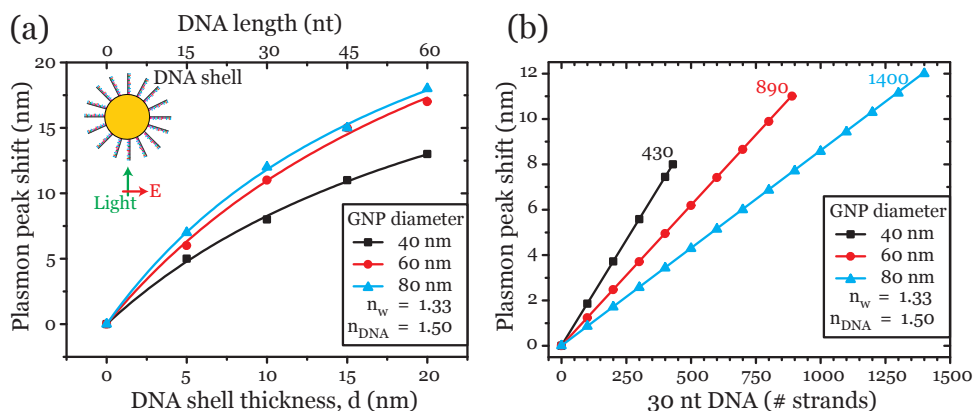 (a)
DNA length (nt)
0 15 30 45 60
20
15
10
5
0
Plasmon peak shift (nm)
DNA shell
Light
E
GNP diameter
40 nm
60 nm
80 nm
n_w = 1.33
n_DNA = 1.50
0 5 10 15 20
DNA shell thickness, d (nm)
(b)
12
10
8
6
4
2
0
Plasmon peak shift (nm)
430
890
1400
GNP diameter
40 nm
60 nm
80 nm
n_w = 1.33
n_DNA = 1.50
0 250 500 750 1000 1250 1500
30 nt DNA (# strands)